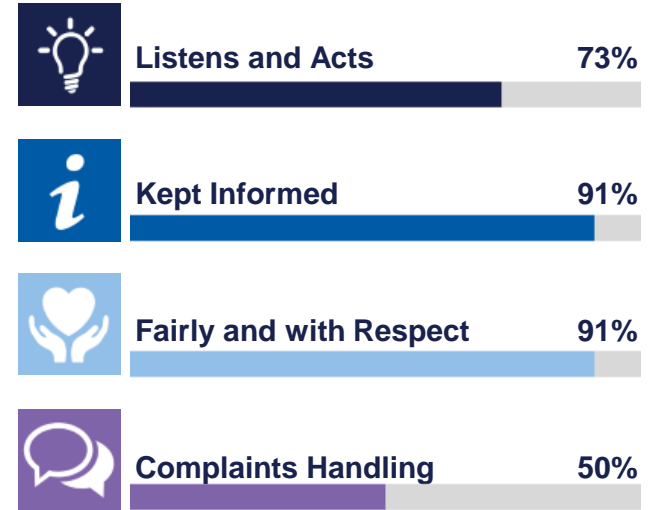 Listens and Acts 73%
Kept Informed 91%
Fairly and with Respect 91%
Complaints Handling 50%